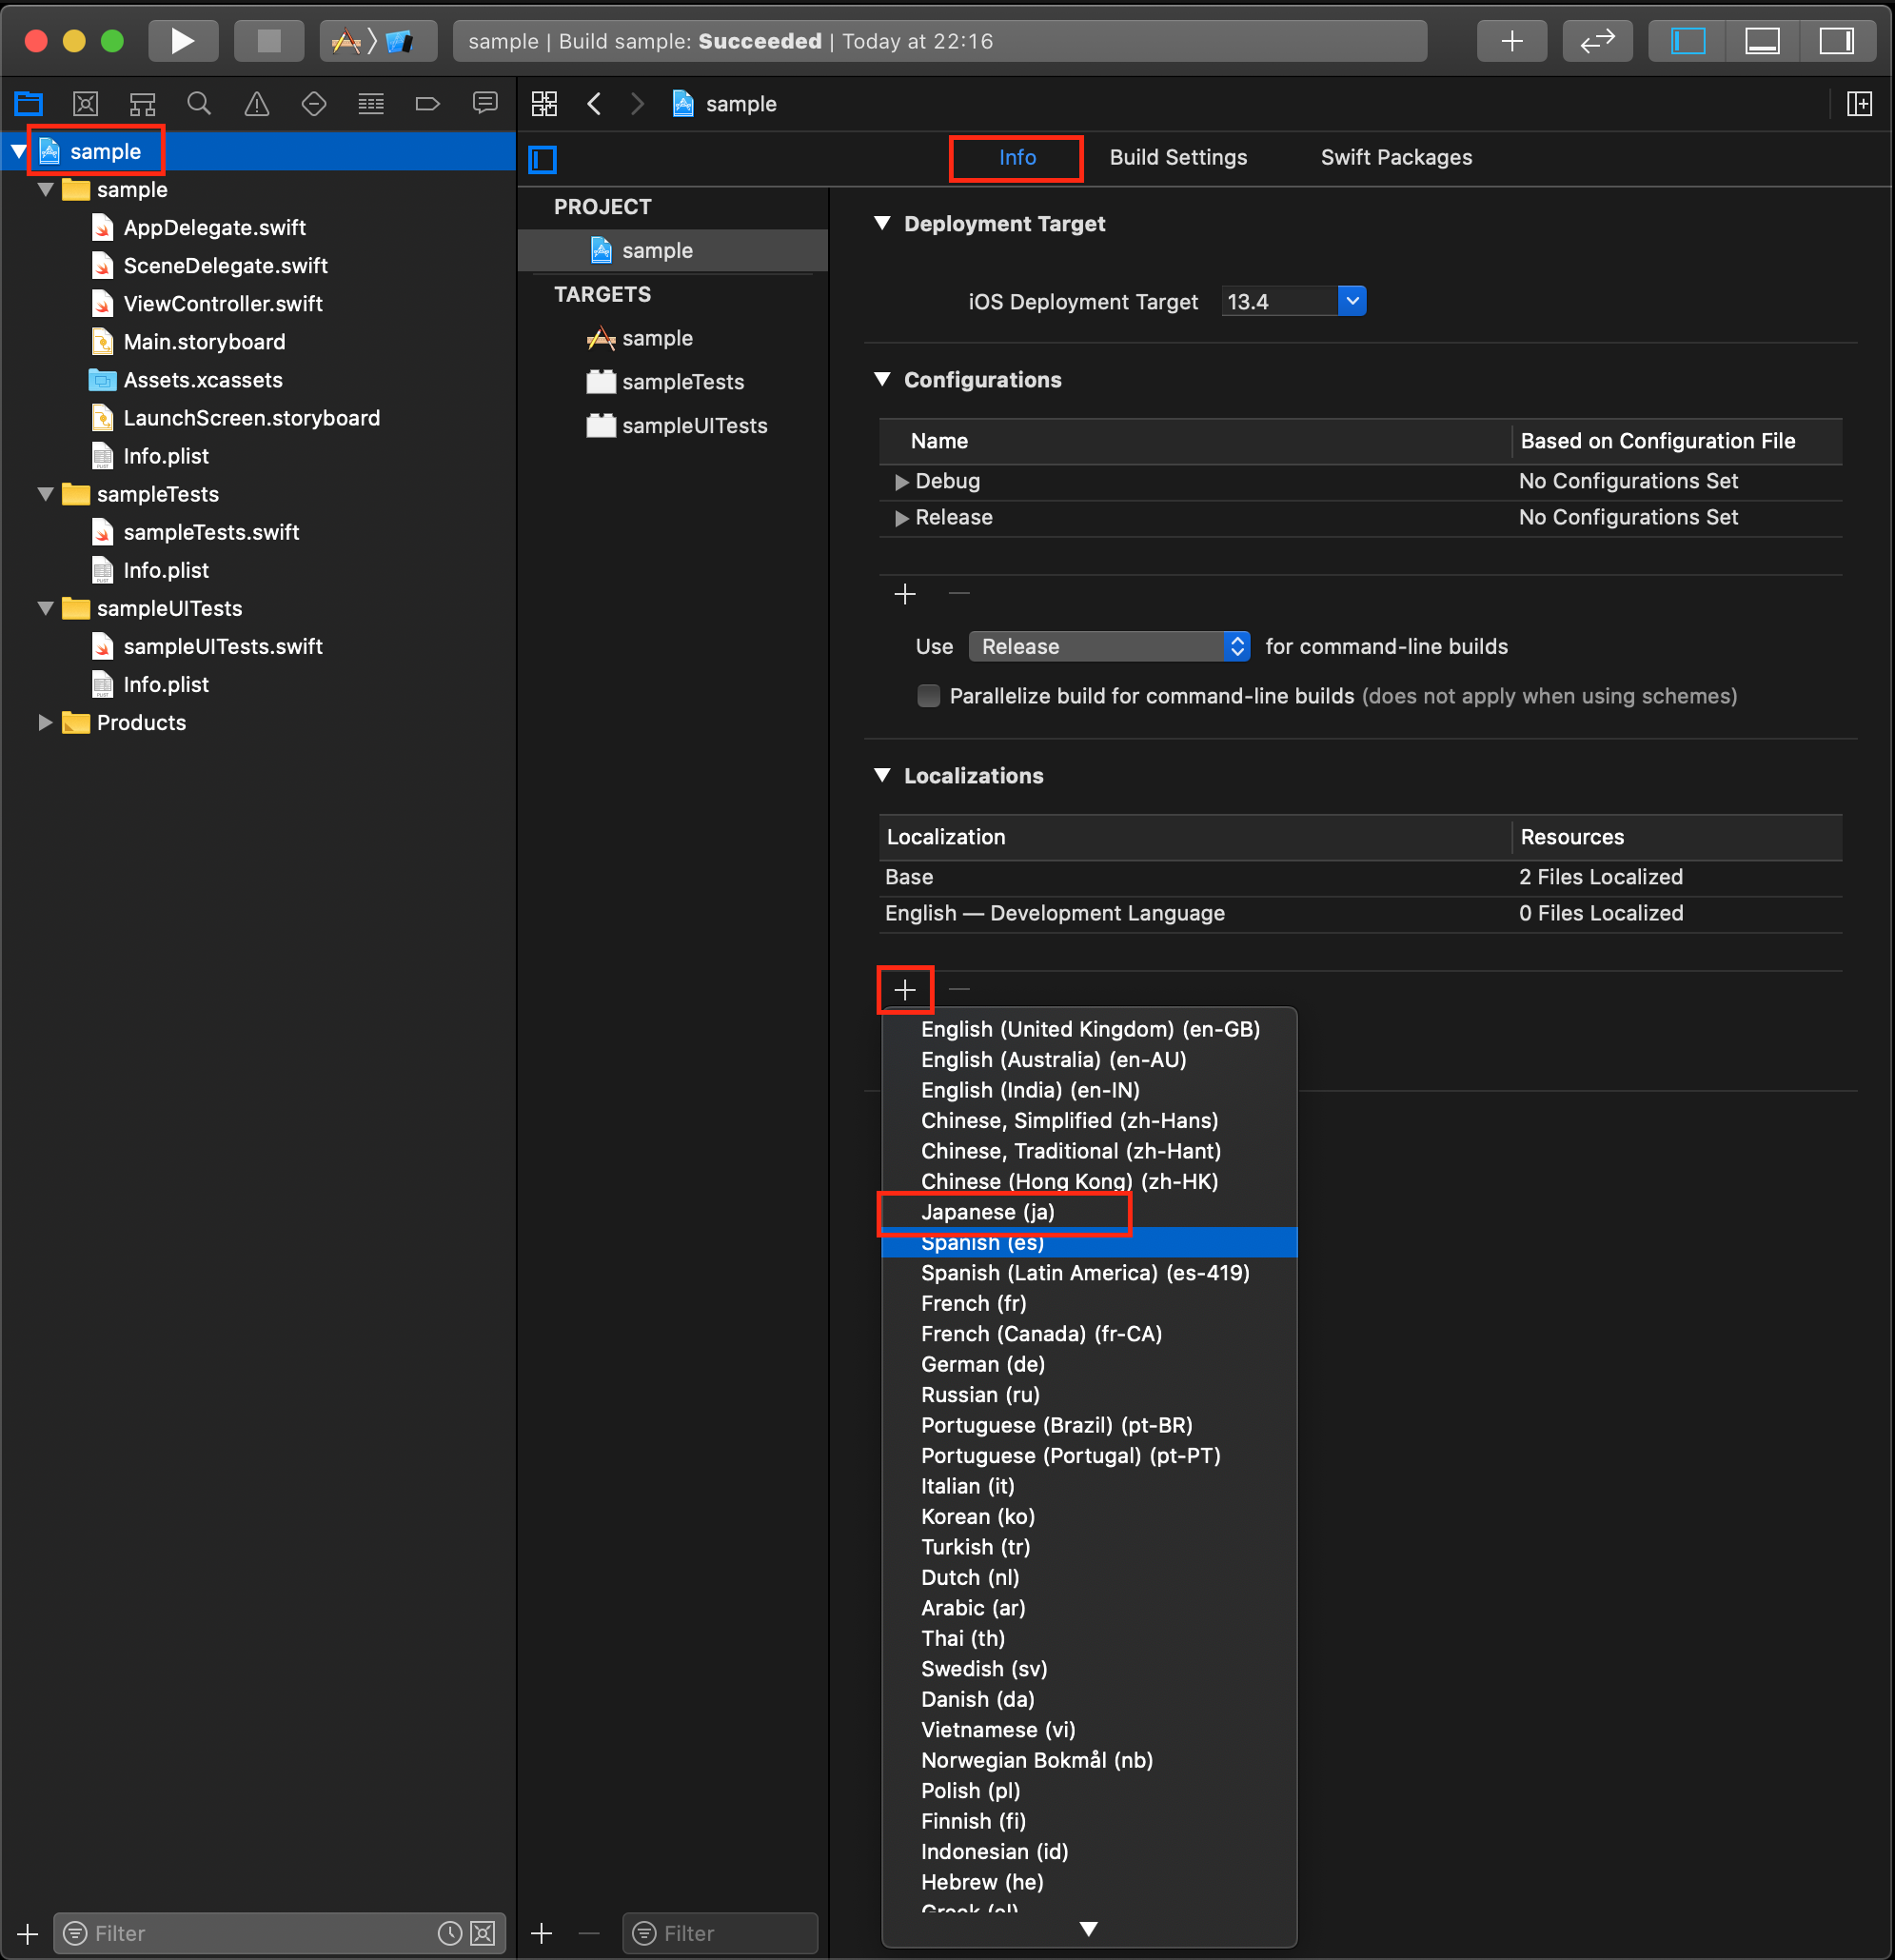 sample | Build sample: Succeeded | Today at 22:16
sample
sample
sample
AppDelegate.swift
SceneDelegate.swift
ViewController.swift
Main.storyboard
Assets.xcassets
LaunchScreen.storyboard
Info.plist
sampleTests
sampleTests.swift
Info.plist
sampleUITests
sampleUITests.swift
Info.plist
Products
Filter
Info Build Settings Swift Packages
PROJECT
sample
TARGETS
sample
sampleTests
sampleUITests
Filter
Deployment Target
iOS Deployment Target 13.4
Configurations
Name Based on Configuration File
Debug No Configurations Set
Release No Configurations Set
Use Release for command-line builds
Parallelize build for command-line builds (does not apply when using schemes)
Localizations
Localization Resources
Base 2 Files Localized
English — Development Language 0 Files Localized
English (United Kingdom) (en-GB)
English (Australia) (en-AU)
English (India) (en-IN)
Chinese, Simplified (zh-Hans)
Chinese, Traditional (zh-Hant)
Chinese (Hong Kong) (zh-HK)
Japanese (ja)
Spanish (es)
Spanish (Latin America) (es-419)
French (fr)
French (Canada) (fr-CA)
German (de)
Russian (ru)
Portuguese (Brazil) (pt-BR)
Portuguese (Portugal) (pt-PT)
Italian (it)
Korean (ko)
Turkish (tr)
Dutch (nl)
Arabic (ar)
Thai (th)
Swedish (sv)
Danish (da)
Vietnamese (vi)
Norwegian Bokmål (nb)
Polish (pl)
Finnish (fi)
Indonesian (id)
Hebrew (he)
Greek (el)